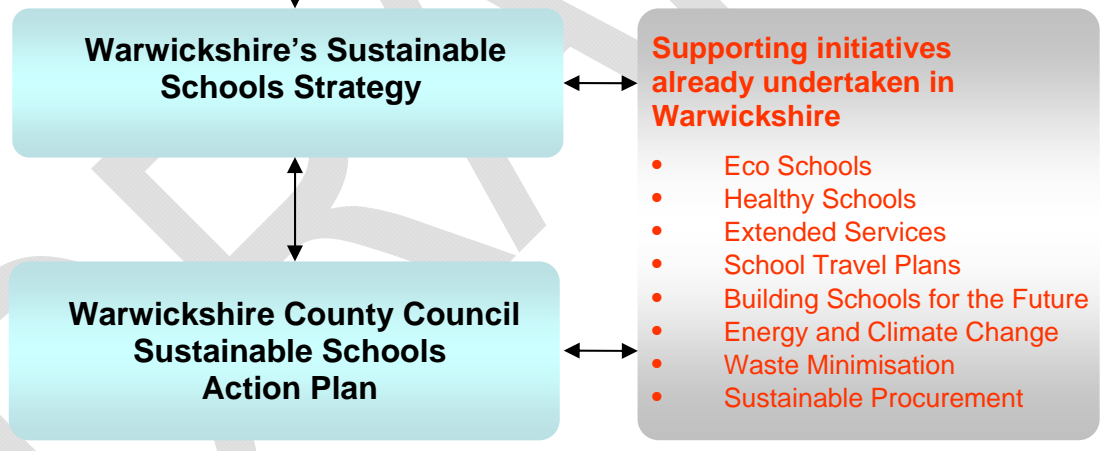 Warwickshire’s Sustainable
Schools Strategy
Supporting initiatives
already undertaken in
Warwickshire
• Eco Schools
• Healthy Schools
• Extended Services
• School Travel Plans
• Building Schools for the Future
• Energy and Climate Change
• Waste Minimisation
• Sustainable Procurement
Warwickshire County Council
Sustainable Schools
Action Plan